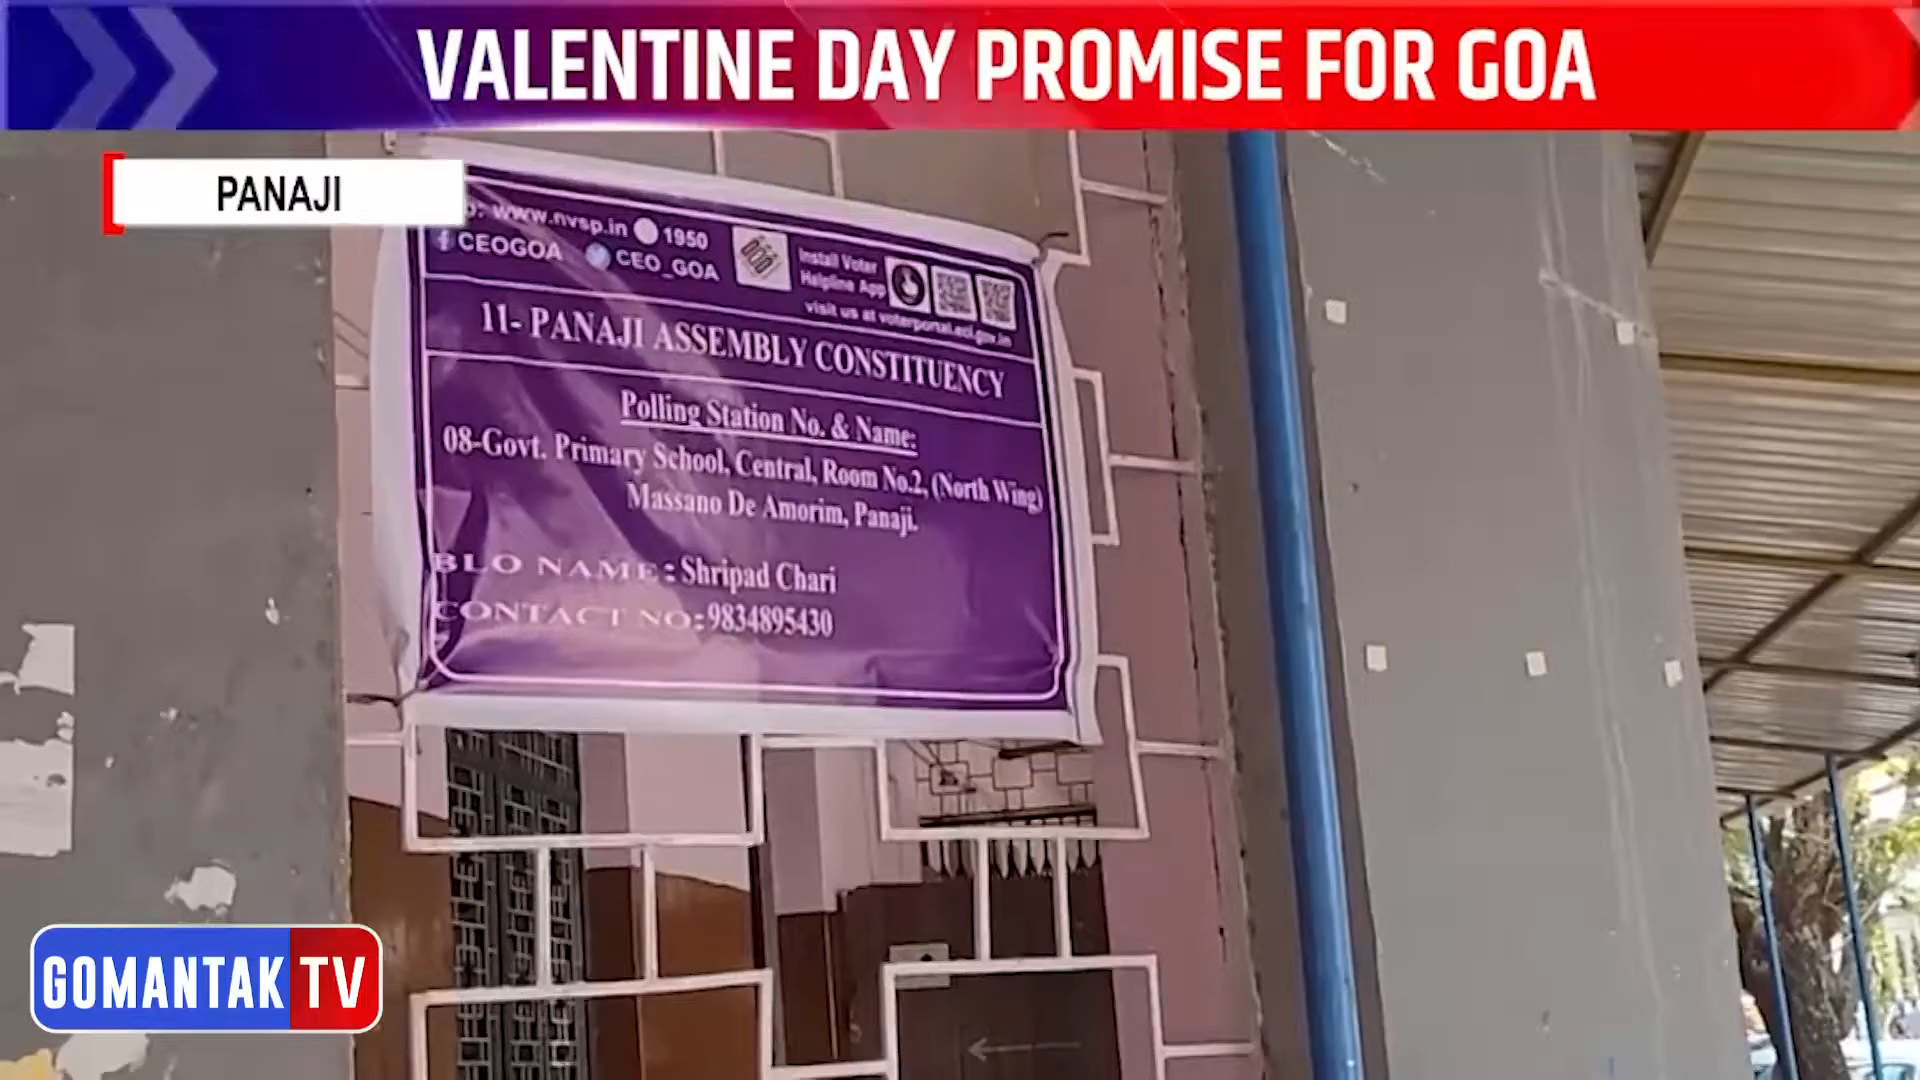 VALENTINE DAY PROMISE FOR GOA
PANAJI
www.nvsp.in 1950
CEOGOA CEO_GOA
Install Voter
Helpline App
visit us at voterportal.eci.gov.in
11- PANAJI ASSEMBLY CONSTITUENCY
Polling Station No. & Name:
08-Govt. Primary School, Central, Room No.2, (North Wing)
Massano De Amorim, Panaji.
BLO NAME: Shripad Chari
CONTACT NO: 9834895430
GOMANTAK TV